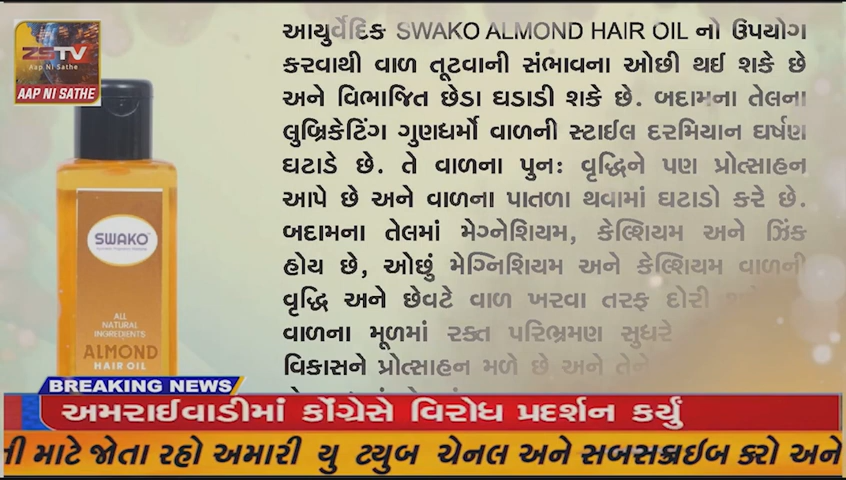 ZSTV
Aap Ni Sathe
AAP NI SATHE
આયુર્વેદિક SWAKO ALMOND HAIR OIL નો ઉપયોગ
કરવાથી વાળ તૂટવાની સંભાવના ઓછી થઈ શકે છે
અને વિભાજિત છેડા ઘડાડી શકે છે. બદામના તેલના
લુબ્રિકેટિંગ ગુણધર્મો વાળની સ્ટાઈલ દરમિયાન ઘર્ષણ
ઘટાડે છે. તે વાળના પુનઃ વૃદ્ધિને પણ પ્રોત્સાહન
આપે છે અને વાળના પાતળા થવામાં ઘટાડો કરે છે.
બદામના તેલમાં મેગ્નેશિયમ, કેલ્શિયમ અને ઝિંક
હોય છે, ઓછું મેગ્નિશિયમ અને કેલ્શિયમ વાળની
વૃદ્ધિ અને છેવટે વાળ ખરવા તરફ દોરી
વાળના મૂળમાં રક્ત પરિભ્રમણ સુધરે
વિકાસને પ્રોત્સાહન મળે છે અને તેને
SWAKO
ALL
NATURAL
INGREDIENTS
ALMOND
HAIR OIL
BREAKING NEWS
અમરાઈવાડીમાં કોંગ્રેસે વિરોધ પ્રદર્શન કર્યું
માટે જોતા રહો અમારી યુ ટ્યુબ ચેનલ અને સબસક્રાઇબ કરો અને